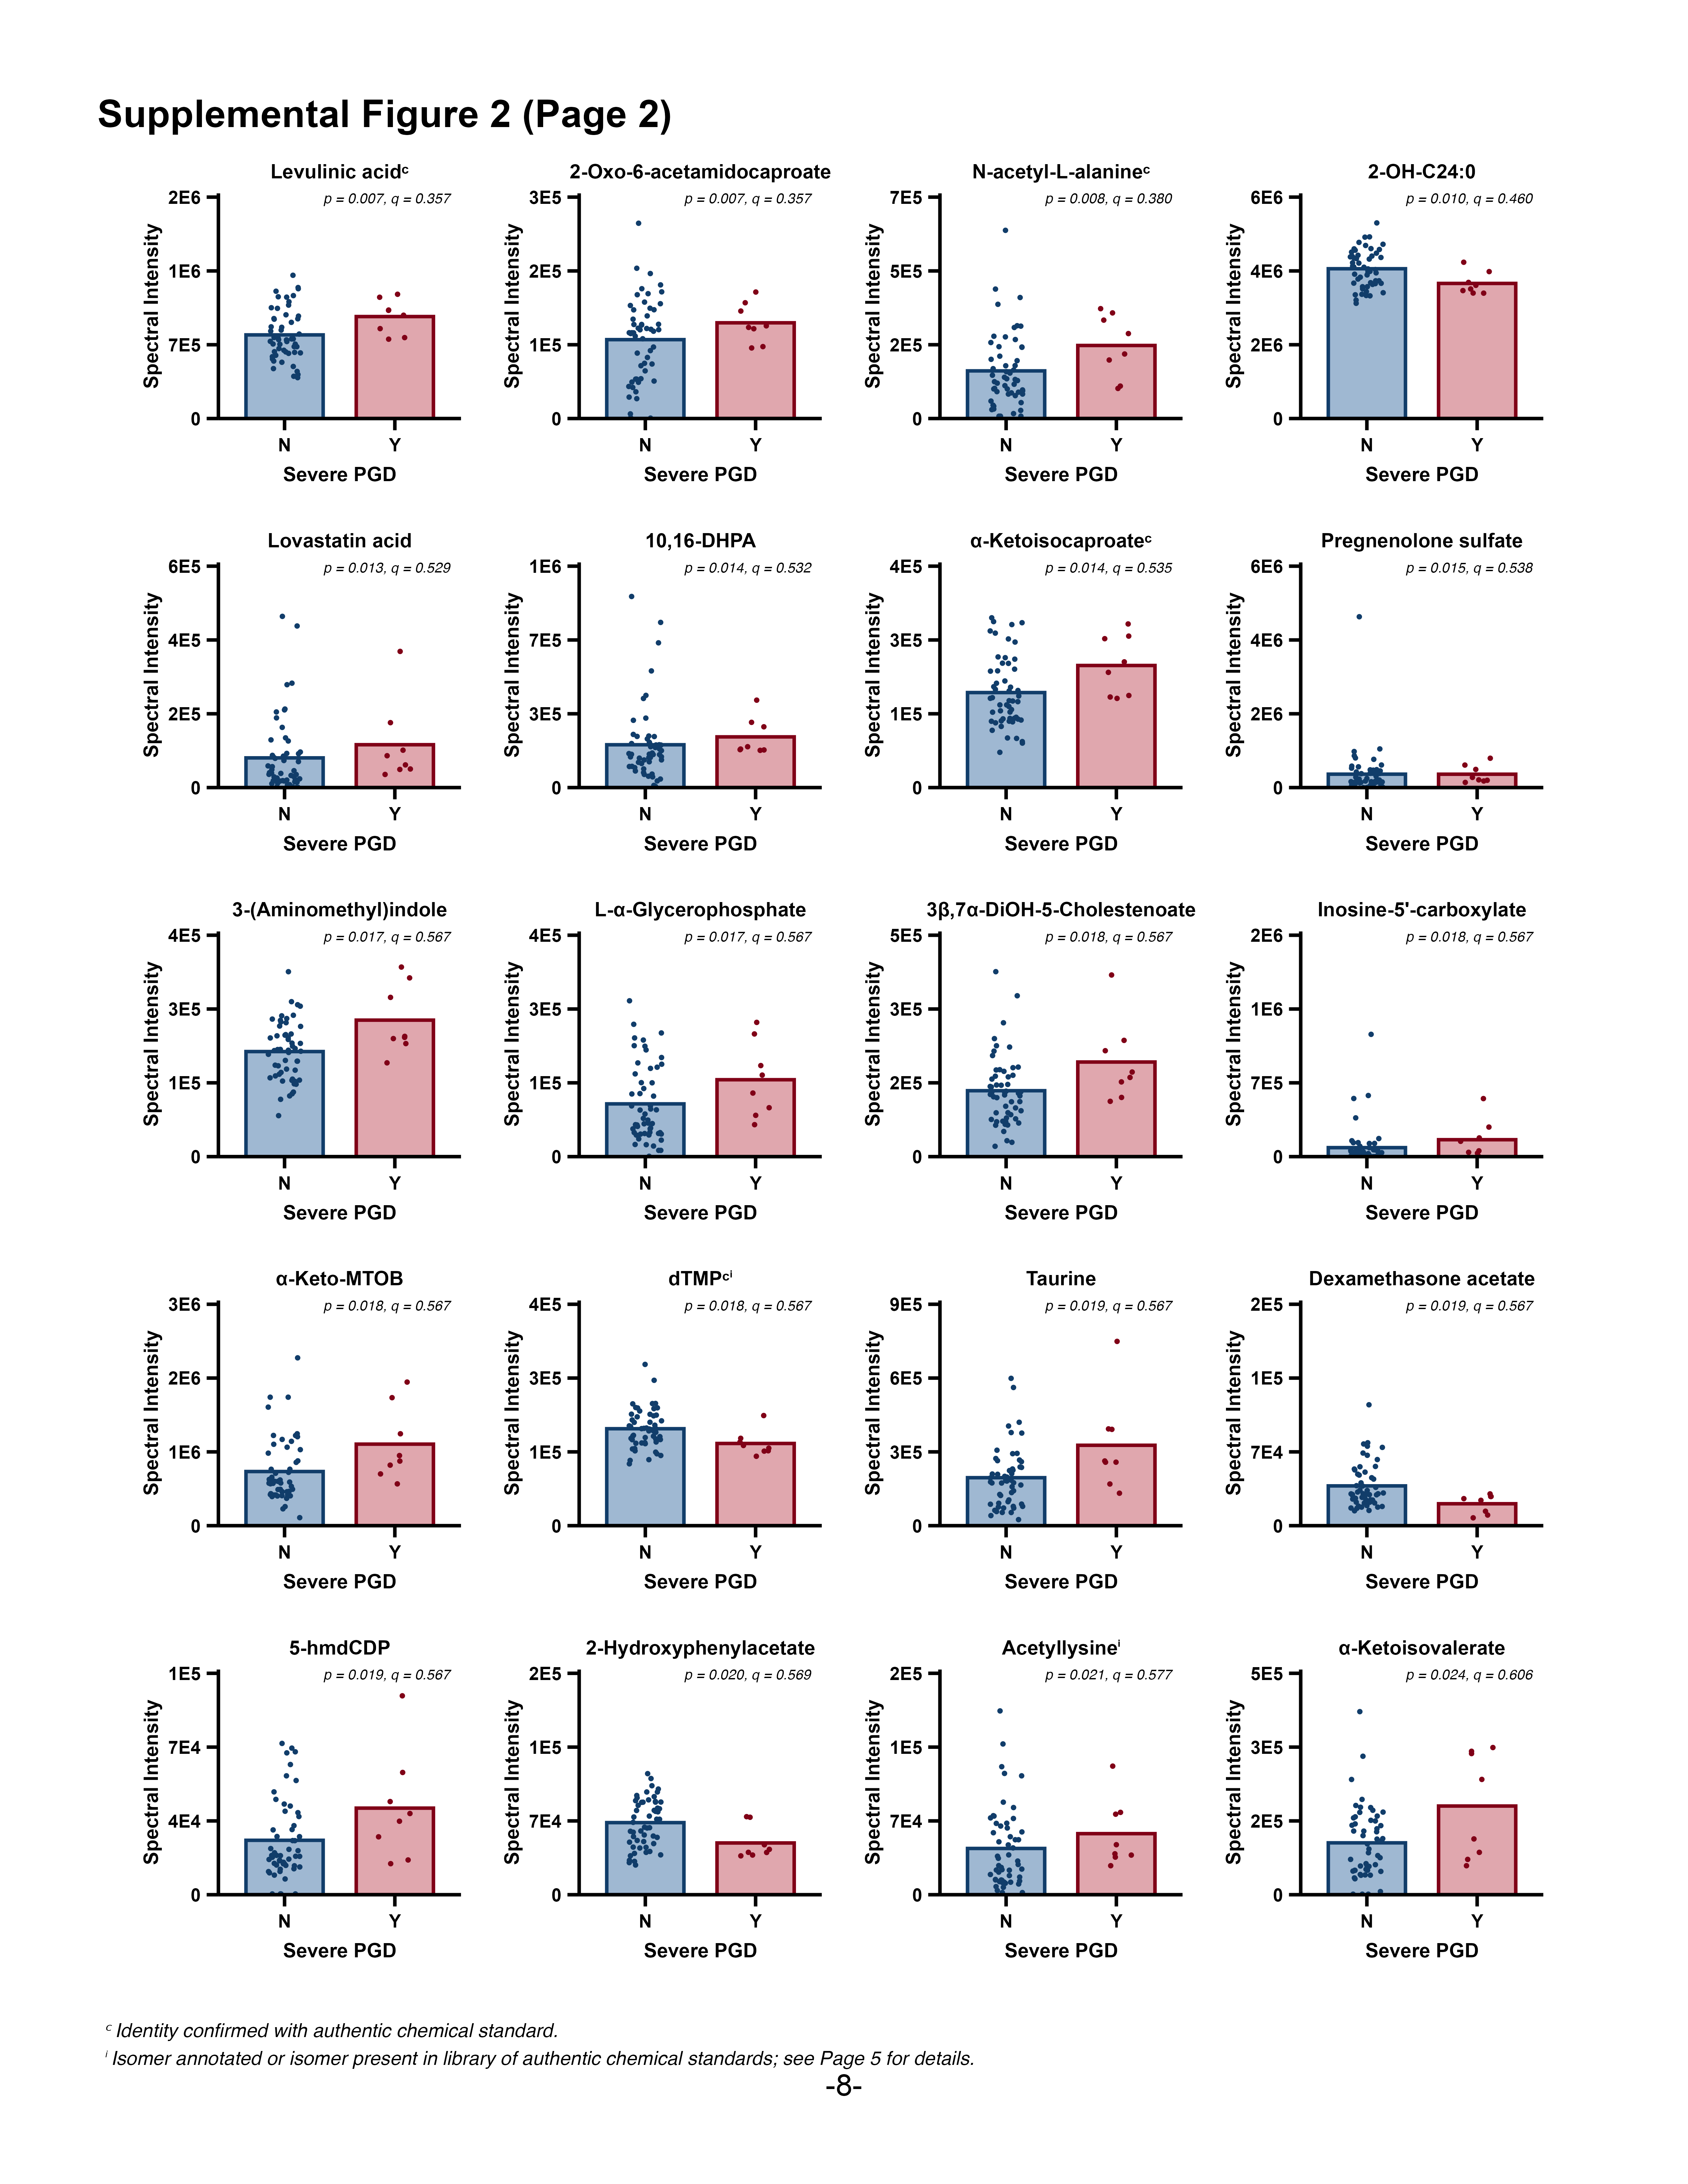 Supplemental Figure 2 (Page 2)
Levulinic acidᶜ
p = 0.007, q = 0.357
2E6
1E6
7E5
0
Spectral Intensity
N Y
Severe PGD
2-Oxo-6-acetamidocaproate
p = 0.007, q = 0.357
3E5
2E5
1E5
0
Spectral Intensity
N Y
Severe PGD
N-acetyl-L-alanineᶜ
p = 0.008, q = 0.380
7E5
5E5
2E5
0
Spectral Intensity
N Y
Severe PGD
2-OH-C24:0
p = 0.010, q = 0.460
6E6
4E6
2E6
0
Spectral Intensity
N Y
Severe PGD
Lovastatin acid
p = 0.013, q = 0.529
6E5
4E5
2E5
0
Spectral Intensity
N Y
Severe PGD
10,16-DHPA
p = 0.014, q = 0.532
1E6
7E5
3E5
0
Spectral Intensity
N Y
Severe PGD
α-Ketoisocaproateᶜ
p = 0.014, q = 0.535
4E5
3E5
1E5
0
Spectral Intensity
N Y
Severe PGD
Pregnenolone sulfate
p = 0.015, q = 0.538
6E6
4E6
2E6
0
Spectral Intensity
N Y
Severe PGD
3-(Aminomethyl)indole
p = 0.017, q = 0.567
4E5
3E5
1E5
0
Spectral Intensity
N Y
Severe PGD
L-α-Glycerophosphate
p = 0.017, q = 0.567
4E5
3E5
1E5
0
Spectral Intensity
N Y
Severe PGD
3β,7α-DiOH-5-Cholestenoate
p = 0.018, q = 0.567
5E5
3E5
2E5
0
Spectral Intensity
N Y
Severe PGD
Inosine-5'-carboxylate
p = 0.018, q = 0.567
2E6
1E6
7E5
0
Spectral Intensity
N Y
Severe PGD
α-Keto-MTOB
p = 0.018, q = 0.567
3E6
2E6
1E6
0
Spectral Intensity
N Y
Severe PGD
dTMPᶜⁱ
p = 0.018, q = 0.567
4E5
3E5
1E5
0
Spectral Intensity
N Y
Severe PGD
Taurine
p = 0.019, q = 0.567
9E5
6E5
3E5
0
Spectral Intensity
N Y
Severe PGD
Dexamethasone acetate
p = 0.019, q = 0.567
2E5
1E5
7E4
0
Spectral Intensity
N Y
Severe PGD
5-hmdCDP
p = 0.019, q = 0.567
1E5
7E4
4E4
0
Spectral Intensity
N Y
Severe PGD
2-Hydroxyphenylacetate
p = 0.020, q = 0.569
2E5
1E5
7E4
0
Spectral Intensity
N Y
Severe PGD
Acetyllysineⁱ
p = 0.021, q = 0.577
2E5
1E5
7E4
0
Spectral Intensity
N Y
Severe PGD
α-Ketoisovalerate
p = 0.024, q = 0.606
5E5
3E5
2E5
0
Spectral Intensity
N Y
Severe PGD
ᶜ Identity confirmed with authentic chemical standard.
ⁱ Isomer annotated or isomer present in library of authentic chemical standards; see Page 5 for details.
-8-